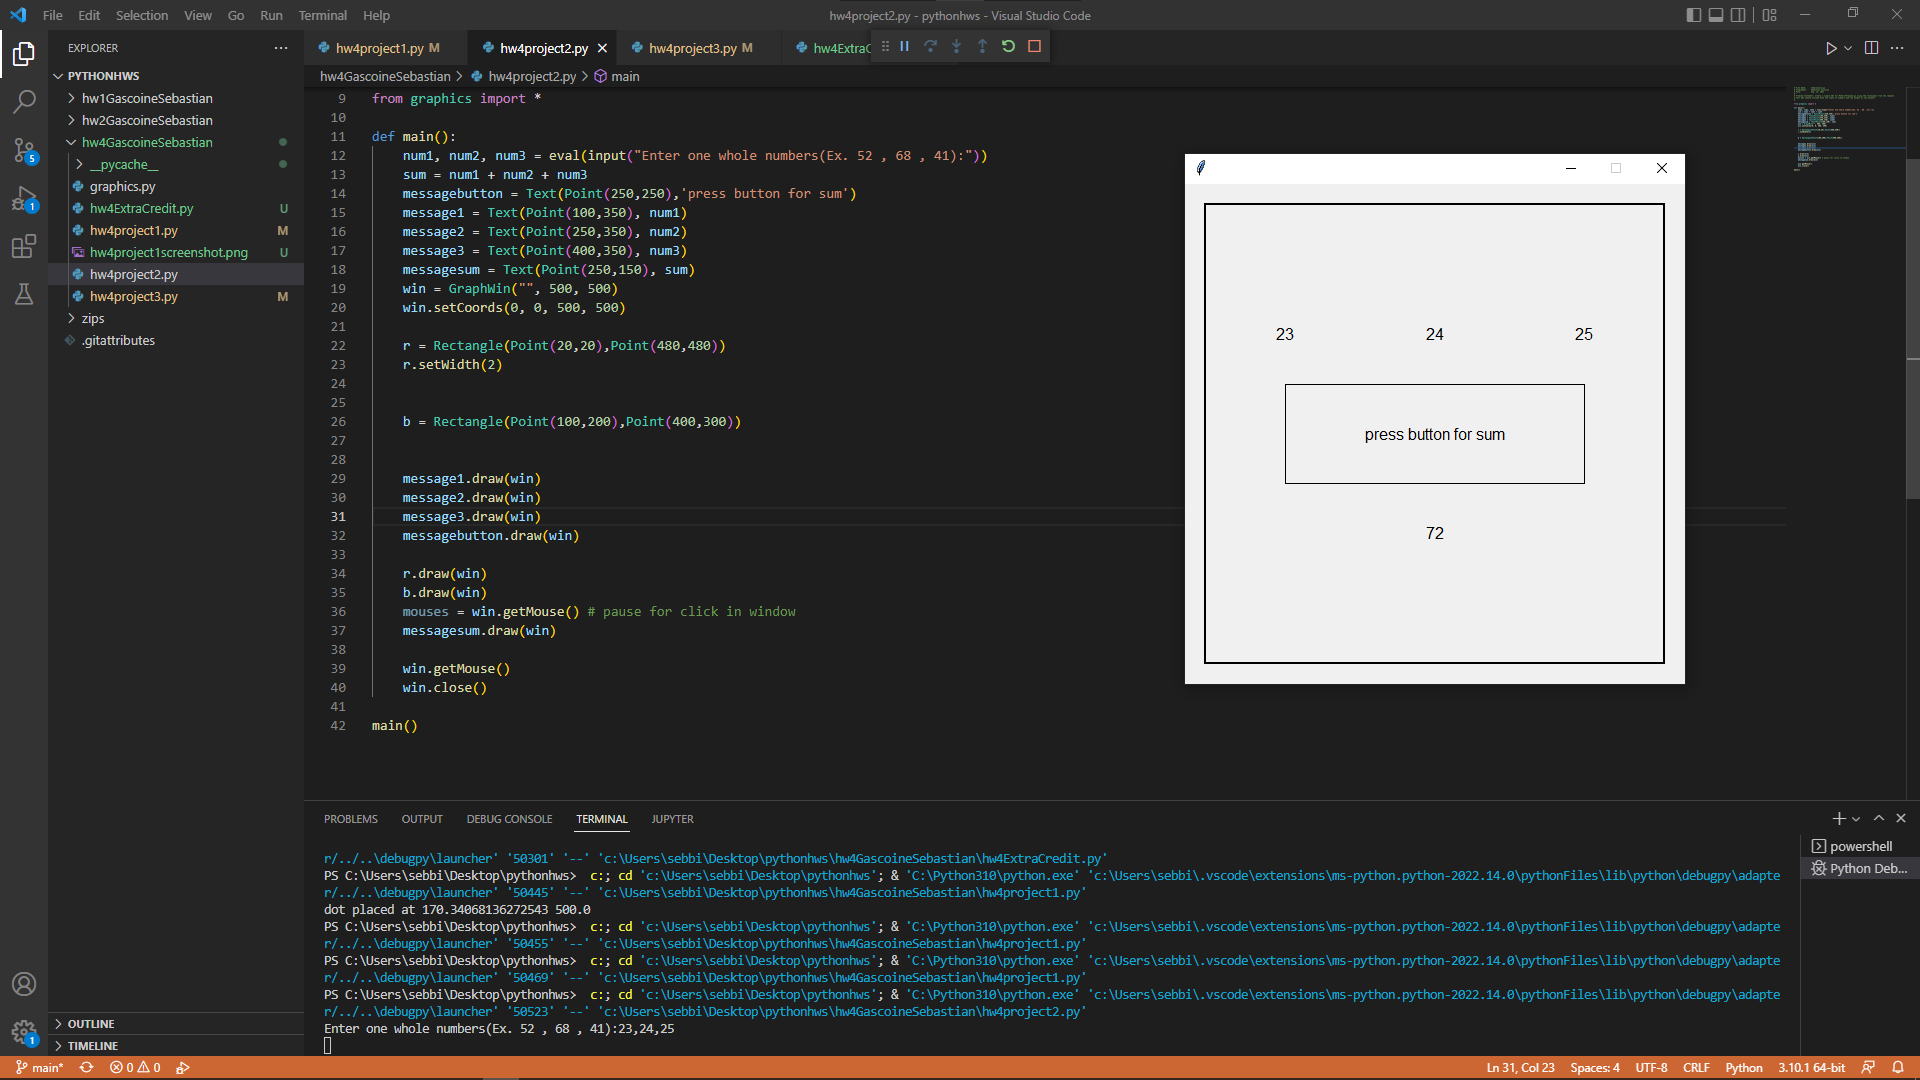 File Edit Selection View Go Run Terminal Help
hw4project2.py - pythonhws - Visual Studio Code
EXPLORER
hw4project1.py M
hw4project2.py
hw4project3.py M
hw4ExtraC
PYTHONHWS
hw1GascoineSebastian
hw2GascoineSebastian
hw4GascoineSebastian
__pycache__
graphics.py
hw4ExtraCredit.py U
hw4project1.py M
hw4project1screenshot.png U
hw4project2.py
hw4project3.py M
zips
.gitattributes
5
1
1
OUTLINE
TIMELINE
hw4GascoineSebastian > hw4project2.py > main
9 from graphics import *
10
11 def main():
12 num1, num2, num3 = eval(input("Enter one whole numbers(Ex. 52 , 68 , 41):"))
13 sum = num1 + num2 + num3
14 messagebutton = Text(Point(250,250),'press button for sum')
15 message1 = Text(Point(100,350), num1)
16 message2 = Text(Point(250,350), num2)
17 message3 = Text(Point(400,350), num3)
18 messagesum = Text(Point(250,150), sum)
19 win = GraphWin("", 500, 500)
20 win.setCoords(0, 0, 500, 500)
21
22 r = Rectangle(Point(20,20),Point(480,480))
23 r.setWidth(2)
24
25
26 b = Rectangle(Point(100,200),Point(400,300))
27
28
29 message1.draw(win)
30 message2.draw(win)
31 message3.draw(win)
32 messagebutton.draw(win)
33
34 r.draw(win)
35 b.draw(win)
36 mouses = win.getMouse() # pause for click in window
37 messagesum.draw(win)
38
39 win.getMouse()
40 win.close()
41
42 main()
23 24 25
press button for sum
72
PROBLEMS OUTPUT DEBUG CONSOLE TERMINAL JUPYTER
powershell
Python Deb...
r/../..\debugpy\launcher' '50301' '--' 'c:\Users\sebbi\Desktop\pythonhws\hw4GascoineSebastian\hw4ExtraCredit.py'
PS C:\Users\sebbi\Desktop\pythonhws> c:; cd 'c:\Users\sebbi\Desktop\pythonhws'; & 'C:\Python310\python.exe' 'c:\Users\sebbi\.vscode\extensions\ms-python.python-2022.14.0\pythonFiles\lib\python\debugpy\adapte
r/../..\debugpy\launcher' '50445' '--' 'c:\Users\sebbi\Desktop\pythonhws\hw4GascoineSebastian\hw4project1.py'
dot placed at 170.34068136272543 500.0
PS C:\Users\sebbi\Desktop\pythonhws> c:; cd 'c:\Users\sebbi\Desktop\pythonhws'; & 'C:\Python310\python.exe' 'c:\Users\sebbi\.vscode\extensions\ms-python.python-2022.14.0\pythonFiles\lib\python\debugpy\adapte
r/../..\debugpy\launcher' '50455' '--' 'c:\Users\sebbi\Desktop\pythonhws\hw4GascoineSebastian\hw4project1.py'
PS C:\Users\sebbi\Desktop\pythonhws> c:; cd 'c:\Users\sebbi\Desktop\pythonhws'; & 'C:\Python310\python.exe' 'c:\Users\sebbi\.vscode\extensions\ms-python.python-2022.14.0\pythonFiles\lib\python\debugpy\adapte
r/../..\debugpy\launcher' '50469' '--' 'c:\Users\sebbi\Desktop\pythonhws\hw4GascoineSebastian\hw4project1.py'
PS C:\Users\sebbi\Desktop\pythonhws> c:; cd 'c:\Users\sebbi\Desktop\pythonhws'; & 'C:\Python310\python.exe' 'c:\Users\sebbi\.vscode\extensions\ms-python.python-2022.14.0\pythonFiles\lib\python\debugpy\adapte
r/../..\debugpy\launcher' '50523' '--' 'c:\Users\sebbi\Desktop\pythonhws\hw4GascoineSebastian\hw4project2.py'
Enter one whole numbers(Ex. 52 , 68 , 41):23,24,25
main* 0 0
Ln 31, Col 23 Spaces: 4 UTF-8 CRLF Python 3.10.1 64-bit